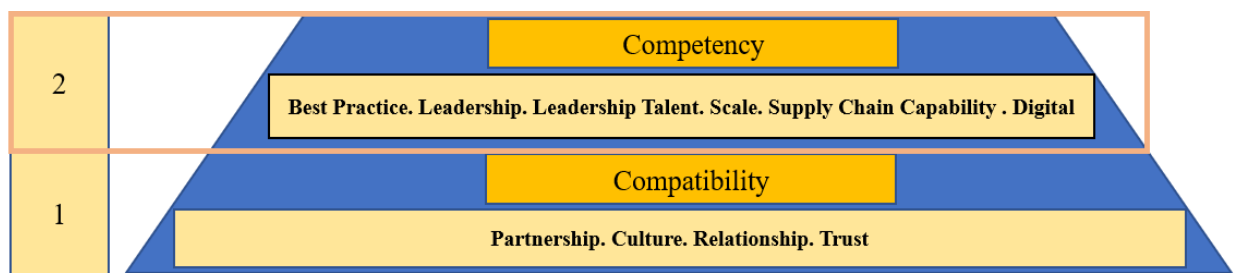 2
Competency
Best Practice. Leadership. Leadership Talent. Scale. Supply Chain Capability . Digital
1
Compatibility
Partnership. Culture. Relationship. Trust